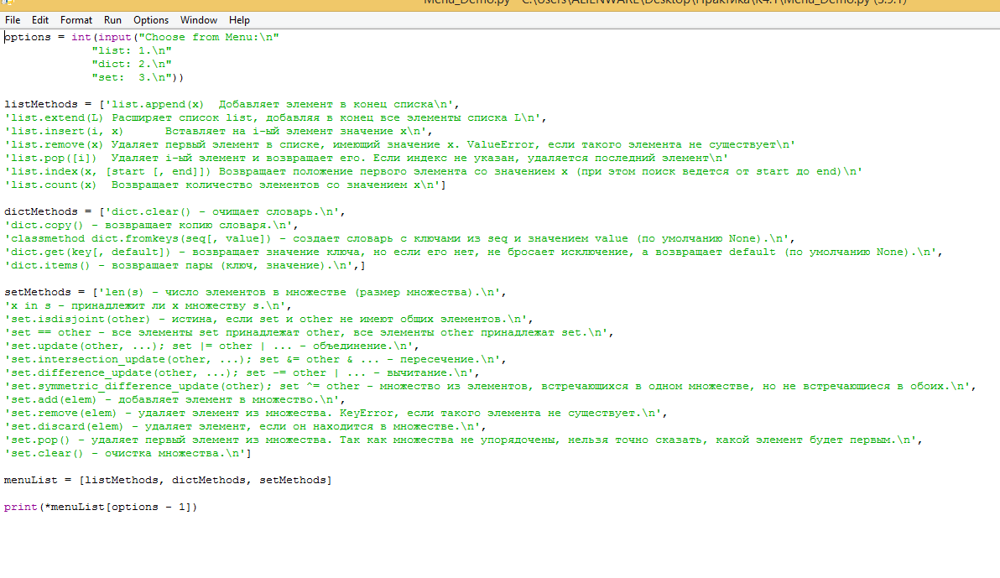 Menu_Demo.py - C:\Users\ALIENWARE\Desktop\Практика\K4.1\Menu_Demo.py (3.9.1)
File Edit Format Run Options Window Help
options = int(input("Choose from Menu:\n"
"list: 1.\n"
"dict: 2.\n"
"set:  3.\n"))
listMethods = ['list.append(x)  Добавляет элемент в конец списка\n',
'list.extend(L) Расширяет список list, добавляя в конец все элементы списка L\n',
'list.insert(i, x)      Вставляет на i-ый элемент значение x\n',
'list.remove(x) Удаляет первый элемент в списке, имеющий значение x. ValueError, если такого элемента не существует\n'
'list.pop([i])  Удаляет i-ый элемент и возвращает его. Если индекс не указан, удаляется последний элемент\n'
'list.index(x, [start [, end]]) Возвращает положение первого элемента со значением x (при этом поиск ведется от start до end)\n'
'list.count(x)  Возвращает количество элементов со значением x\n']
dictMethods = ['dict.clear() - очищает словарь.\n',
'dict.copy() - возвращает копию словаря.\n',
'classmethod dict.fromkeys(seq[, value]) - создает словарь с ключами из seq и значением value (по умолчанию None).\n',
'dict.get(key[, default]) - возвращает значение ключа, но если его нет, не бросает исключение, а возвращает default (по умолчанию None).\n',
'dict.items() - возвращает пары (ключ, значение).\n',]
setMethods = ['len(s) - число элементов в множестве (размер множества).\n',
'x in s - принадлежит ли x множеству s.\n',
'set.isdisjoint(other) - истина, если set и other не имеют общих элементов.\n',
'set == other - все элементы set принадлежат other, все элементы other принадлежат set.\n',
'set.update(other, ...); set |= other | ... - объединение.\n',
'set.intersection_update(other, ...); set &= other & ... - пересечение.\n',
'set.difference_update(other, ...); set -= other | ... - вычитание.\n',
'set.symmetric_difference_update(other); set ^= other - множество из элементов, встречающихся в одном множестве, но не встречающиеся в обоих.\n',
'set.add(elem) - добавляет элемент в множество.\n',
'set.remove(elem) - удаляет элемент из множества. KeyError, если такого элемента не существует.\n',
'set.discard(elem) - удаляет элемент, если он находится в множестве.\n',
'set.pop() - удаляет первый элемент из множества. Так как множества не упорядочены, нельзя точно сказать, какой элемент будет первым.\n',
'set.clear() - очистка множества.\n']
menuList = [listMethods, dictMethods, setMethods]
print(*menuList[options - 1])